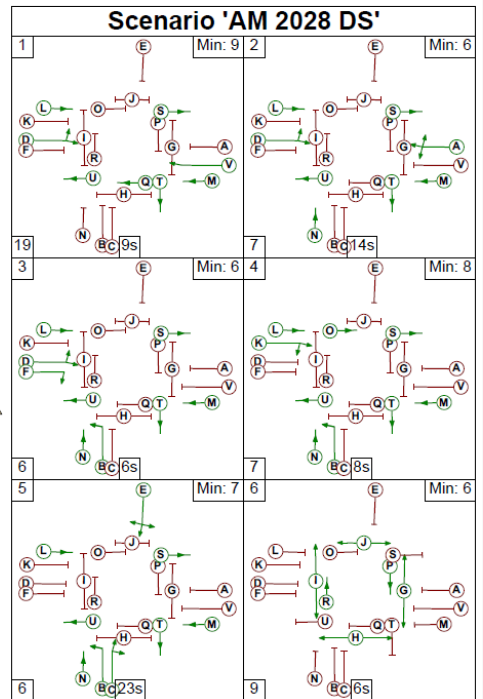 Scenario 'AM 2028 DS'
1 E Min: 9
L J
K O S
P
D I
F G A
R V
U Q T M
H
N
19 B C 9s
2 E Min: 6
L J
K O S
P
D I
F G A
R V
U Q T M
H
N
7 B C 14s
3 E Min: 6
L J
K O S
P
D I
F G A
R V
U Q T M
H
N
6 B C 6s
4 E Min: 8
L J
K O S
P
D I
F G A
R V
U Q T M
H
N
7 B C 8s
5 E Min: 7
L J
K O S
P
D I
F G A
R V
U Q T M
H
N
6 B C 23s
6 E Min: 6
L J
K O S
P
D I
F G A
R V
U Q T M
H
N
9 B C 6s